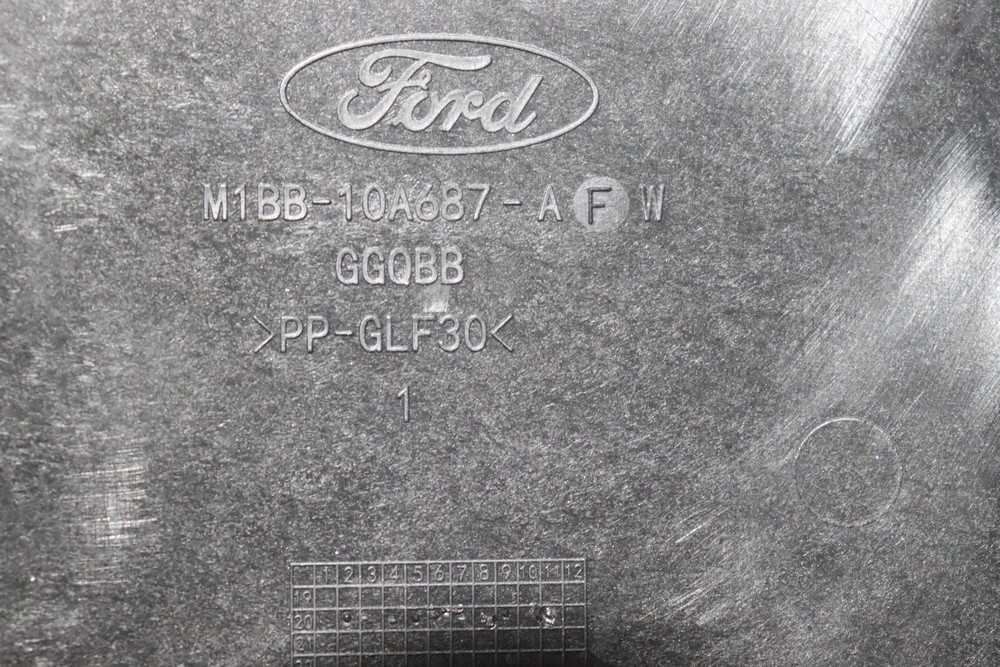 Ford
M1BB-10A687-AFW
GGQBB
>PP-GLF30<
1
1 2 3 4 5 6 7 8 9 10 11 12
19
20
21